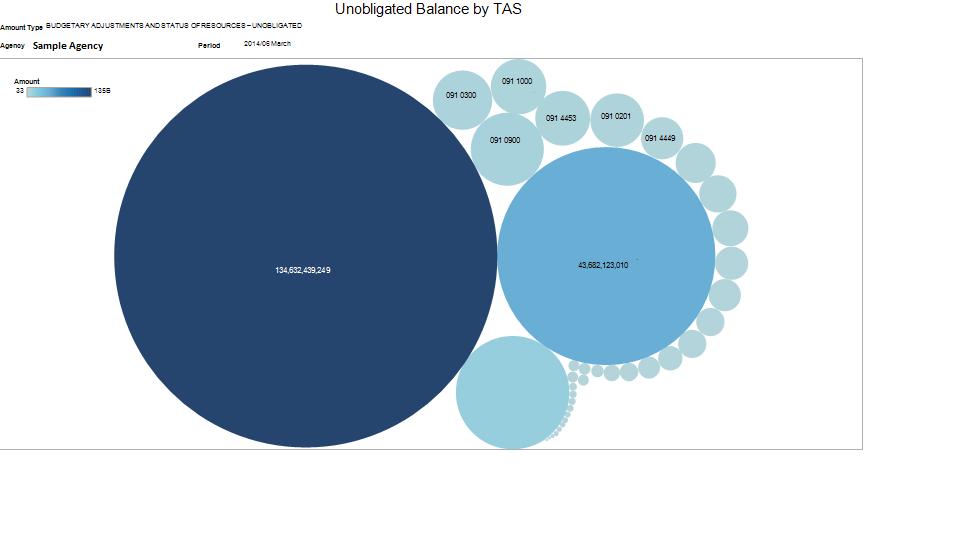 Unobligated Balance by TAS
Amount Type BUDGETARY ADJUSTMENTS AND STATUS OF RESOURCES – UNOBLIGATED
Agency Sample Agency Period 2014/06 March
Amount
33 135B
091 1000
091 0300
091 4453
091 0201
091 4449
091 0900
43,682,123,010
134,632,439,249